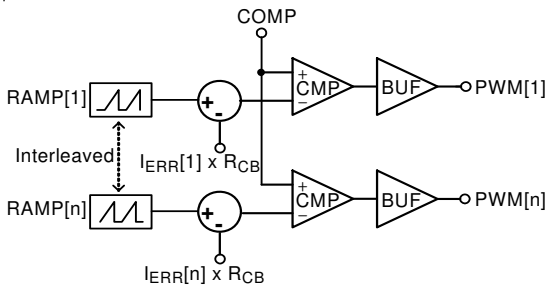 COMP
RAMP[1]
+
-
+
CMP
−
BUF
PWM[1]
Interleaved
IERR[1] x RCB
RAMP[n]
+
-
+
CMP
−
BUF
PWM[n]
IERR[n] x RCB